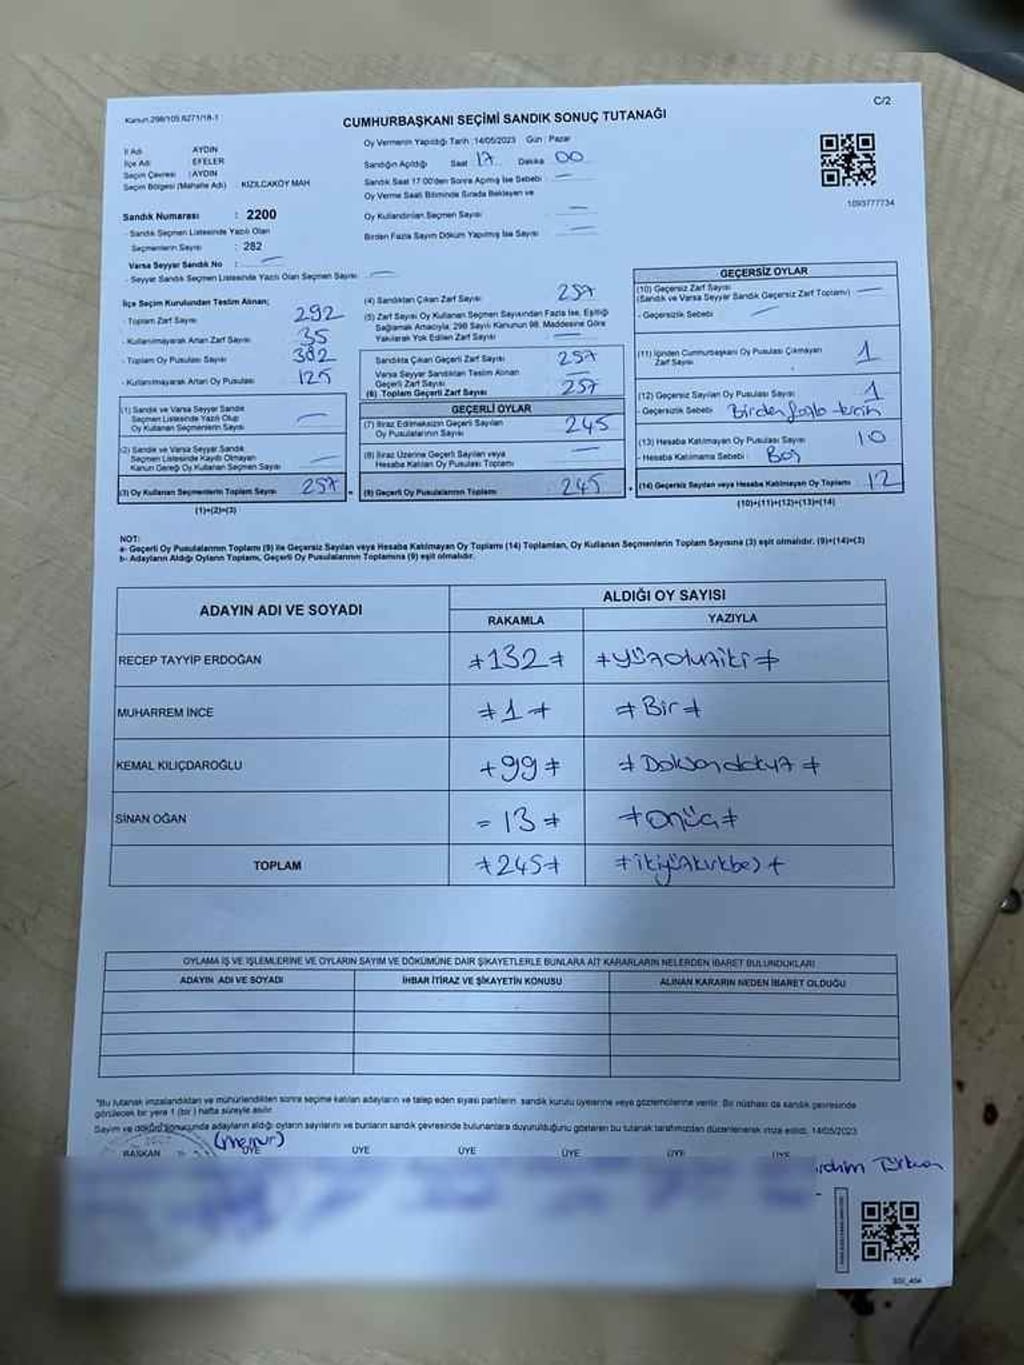 C/2
Kanun:298/105,6271/18-1
CUMHURBAŞKANI SEÇİMİ SANDIK SONUÇ TUTANAĞI
İl Adı AYDIN
İlçe Adı EFELER
Seçim Çevresi : AYDIN
Seçim Bölgesi (Mahalle Adı) : KIZILCAKÖY MAH
Sandık Numarası : 2200
- Sandık Seçmen Listesinde Yazılı Olan
Seçmenlerin Sayısı : 282
Varsa Seyyar Sandık No :
- Seyyar Sandık Seçmen Listesinde Yazılı Olan Seçmen Sayısı
Oy Vermenin Yapıldığı Tarih : 14/05/2023 Gün : Pazar
Sandığın Açıldığı Saat 17 Dakika 00
Sandık Saat 17:00'den Sonra Açılmış İse Sebebi :
Oy Verme Saati Bitiminde Sırada Bekleyen ve
Oy Kullandırılan Seçmen Sayısı
Birden Fazla Sayım Döküm Yapılmış İse Sayısı
1093777734
İlçe Seçim Kurulundan Teslim Alınan;
- Toplam Zarf Sayısı 292
- Kullanılmayarak Artan Zarf Sayısı 35
- Toplam Oy Pusulası Sayısı 382
- Kullanılmayarak Artan Oy Pusulası 125
(1) Sandık ve Varsa Seyyar Sandık
Seçmen Listesinde Yazılı Olup
Oy Kullanan Seçmenlerin Sayısı
(2) Sandık ve Varsa Seyyar Sandık
Seçmen Listesinde Kayıtlı Olmayan
Kanun Gereği Oy Kullanan Seçmen Sayısı
(3) Oy Kullanan Seçmenlerin Toplam Sayısı 257
(1)+(2)=(3)
(4) Sandıktan Çıkan Zarf Sayısı 257
(5) Zarf Sayısı Oy Kullanan Seçmen Sayısından Fazla İse, Eşitliği
Sağlamak Amacıyla, 298 Sayılı Kanunun 98. Maddesine Göre
Yakılarak Yok Edilen Zarf Sayısı
Sandıkta Çıkan Geçerli Zarf Sayısı 257
Varsa Seyyar Sandıktan Teslim Alınan
Geçerli Zarf Sayısı
(6) Toplam Geçerli Zarf Sayısı 257
GEÇERLİ OYLAR
(7) İtiraz Edilmeksizin Geçerli Sayılan
Oy Pusulalarının Sayısı 245
(8) İtiraz Üzerine Geçerli Sayılan veya
Hesaba Katılan Oy Pusulası Toplamı
(9) Geçerli Oy Pusulalarının Toplamı 245
GEÇERSİZ OYLAR
(10) Geçersiz Zarf Sayısı
(Sandık ve Varsa Seyyar Sandık Geçersiz Zarf Toplamı)
- Geçersizlik Sebebi :
(11) İçinden Cumhurbaşkanı Oy Pusulası Çıkmayan
Zarf Sayısı 1
(12) Geçersiz Sayılan Oy Pusulası Sayısı 1
- Geçersizlik Sebebi : Birden fazla tercih
(13) Hesaba Katılmayan Oy Pusulası Sayısı 10
- Hesaba Katılmama Sebebi : Boş
(14) Geçersiz Sayılan veya Hesaba Katılmayan Oy Toplamı 12
(10)+(11)+(12)+(13)=(14)
NOT:
a- Geçerli Oy Pusulalarının Toplamı (9) ile Geçersiz Sayılan veya Hesaba Katılmayan Oy Toplamı (14) Toplamları, Oy Kullanan Seçmenlerin Toplam Sayısına (3) eşit olmalıdır. (9)+(14)=(3)
b- Adayların Aldığı Oyların Toplamı, Geçerli Oy Pusulalarının Toplamına (9) eşit olmalıdır.
ADAYIN ADI VE SOYADI
ALDIĞI OY SAYISI
RAKAMLA YAZIYLA
RECEP TAYYİP ERDOĞAN ≠132≠ ≠yüzotuziki≠
MUHARREM İNCE ≠1≠ ≠Bir≠
KEMAL KILIÇDAROĞLU ≠99≠ ≠Doksandokuz≠
SİNAN OĞAN =13≠ ≠onüç≠
TOPLAM ≠245≠ ≠ikiyüzkırkbeş≠
OYLAMA İŞ VE İŞLEMLERİNE VE OYLARIN SAYIM VE DÖKÜMÜNE DAİR ŞİKAYETLERLE BUNLARA AİT KARARLARIN NELERDEN İBARET BULUNDUKLARI
ADAYIN ADI VE SOYADI İHBAR İTİRAZ VE ŞİKAYETİN KONUSU ALINAN KARARIN NEDEN İBARET OLDUĞU
*Bu tutanak imzalandıktan ve mühürlendikten sonra seçime katılan adayların ve talep eden siyasi partilerin sandık kurulu üyelerine veya gözlemcilerine verilir. Bir nüshası da sandık çevresinde
görülecek bir yere 1 (bir) hafta süreyle asılır.
Sayım ve dökümü sonucunda adayların aldığı oyların sayılarını ve bunların sandık çevresinde bulunanlara duyurulduğunu gösteren bu tutanak tarafımızdan düzenlenerek imza edildi. 14/05/2023
(memur)
BAŞKAN ÜYE ÜYE ÜYE ÜYE ÜYE ÜYE